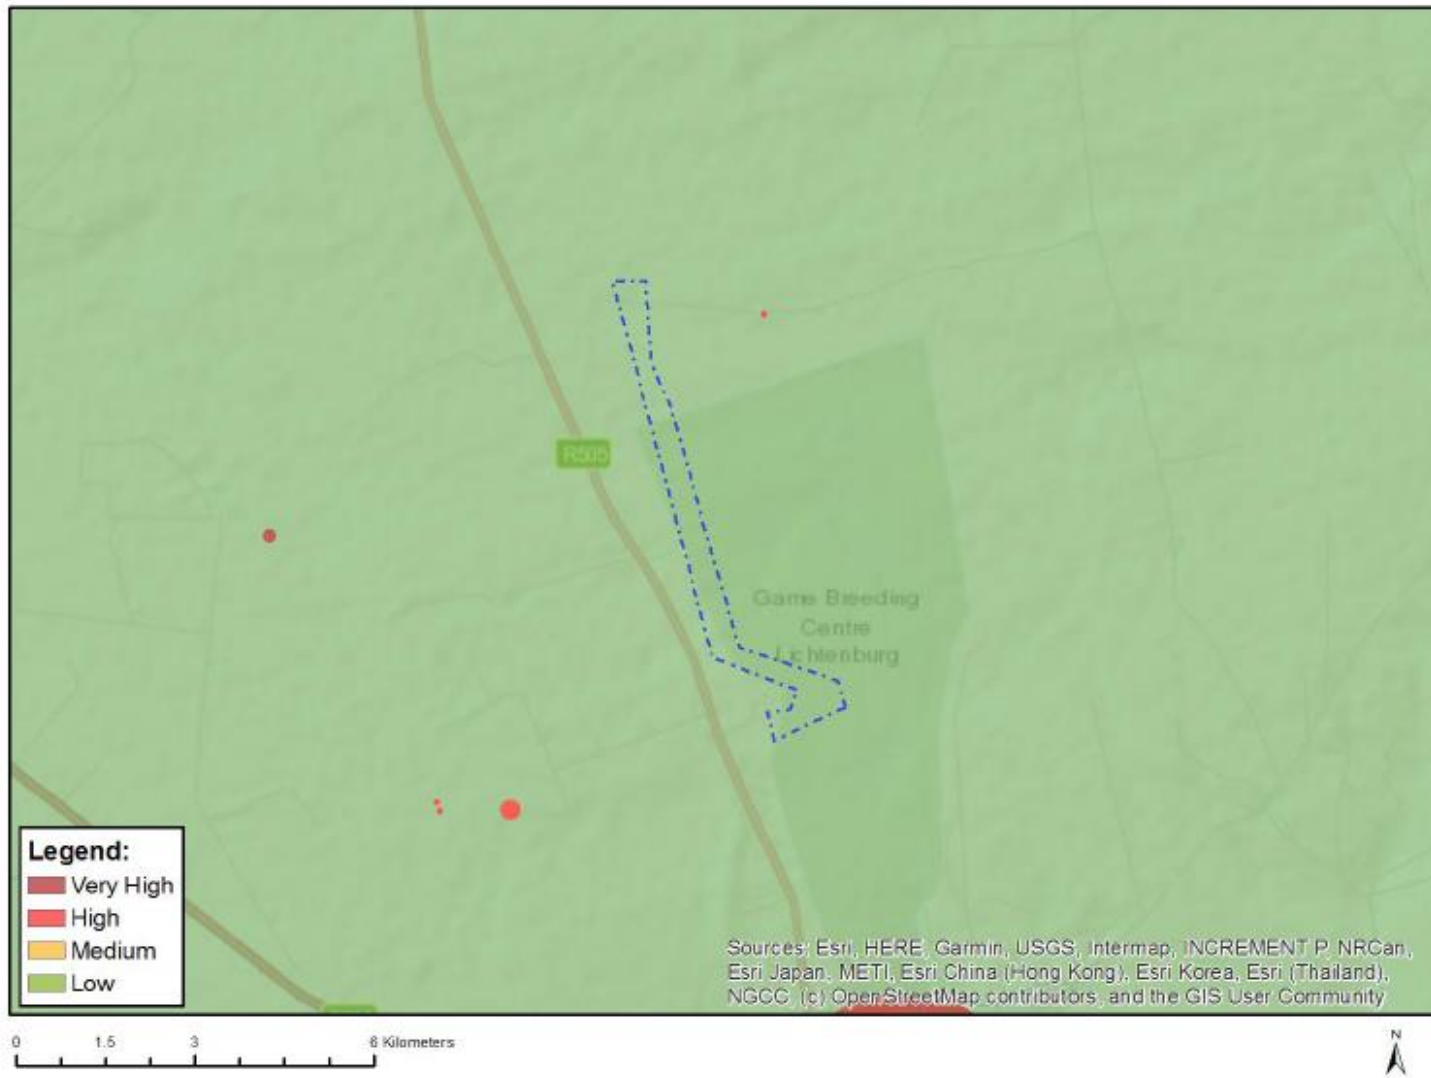 R505
Game Breeding
Centre
Lichtenburg
Legend:
Very High
High
Medium
Low
Sources: Esri, HERE, Garmin, USGS, Intermap, INCREMENT P, NRCan,
Esri Japan, METI, Esri China (Hong Kong), Esri Korea, Esri (Thailand),
NGCC, (c) OpenStreetMap contributors, and the GIS User Community
0 1.5 3 6 Kilometers
N